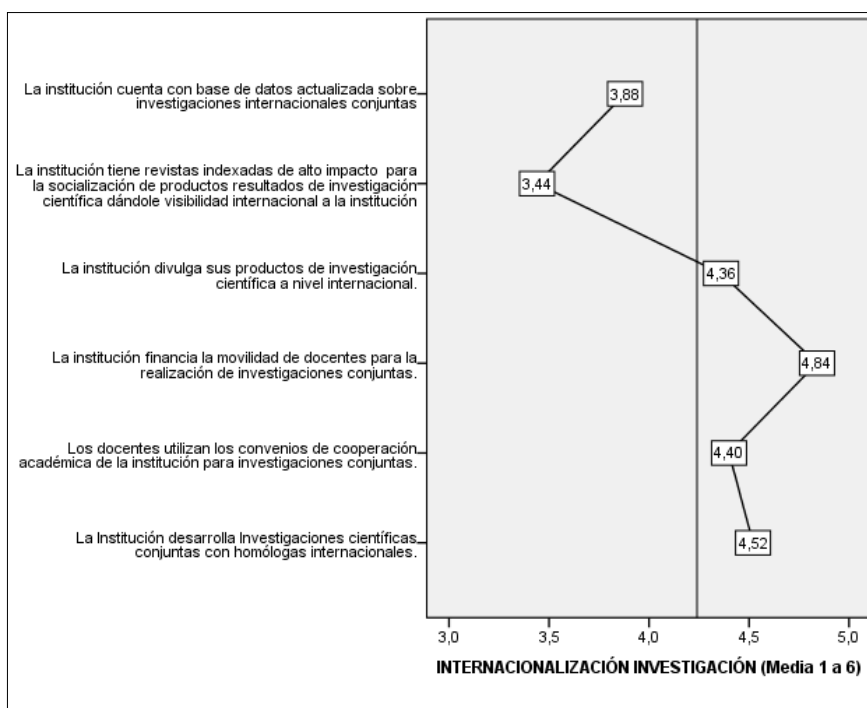 La institución cuenta con base de datos actualizada sobre
investigaciones internacionales conjuntas
3,88
La institución tiene revistas indexadas de alto impacto para
la socialización de productos resultados de investigación
científica dándole visibilidad internacional a la institución
3,44
La institución divulga sus productos de investigación
científica a nivel internacional.
4,36
La institución financia la movilidad de docentes para la
realización de investigaciones conjuntas.
4,84
Los docentes utilizan los convenios de cooperación
académica de la institución para investigaciones conjuntas.
4,40
La Institución desarrolla Investigaciones científicas
conjuntas con homólogas internacionales.
4,52
3,0 3,5 4,0 4,5 5,0
INTERNACIONALIZACIÓN INVESTIGACIÓN (Media 1 a 6)